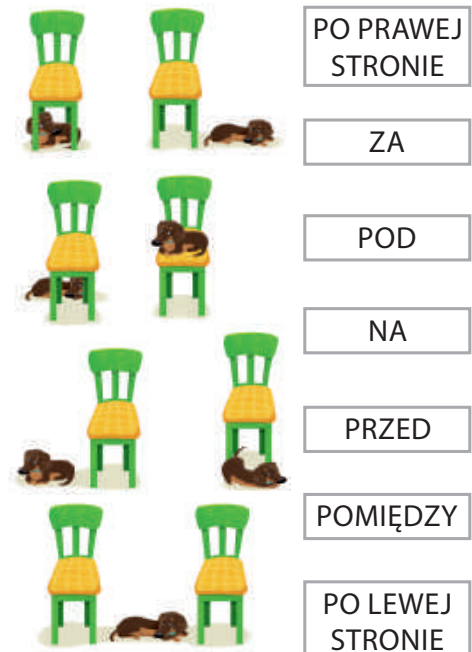 PO PRAWEJ
STRONIE
ZA
POD
NA
PRZED
POMIĘDZY
PO LEWEJ
STRONIE